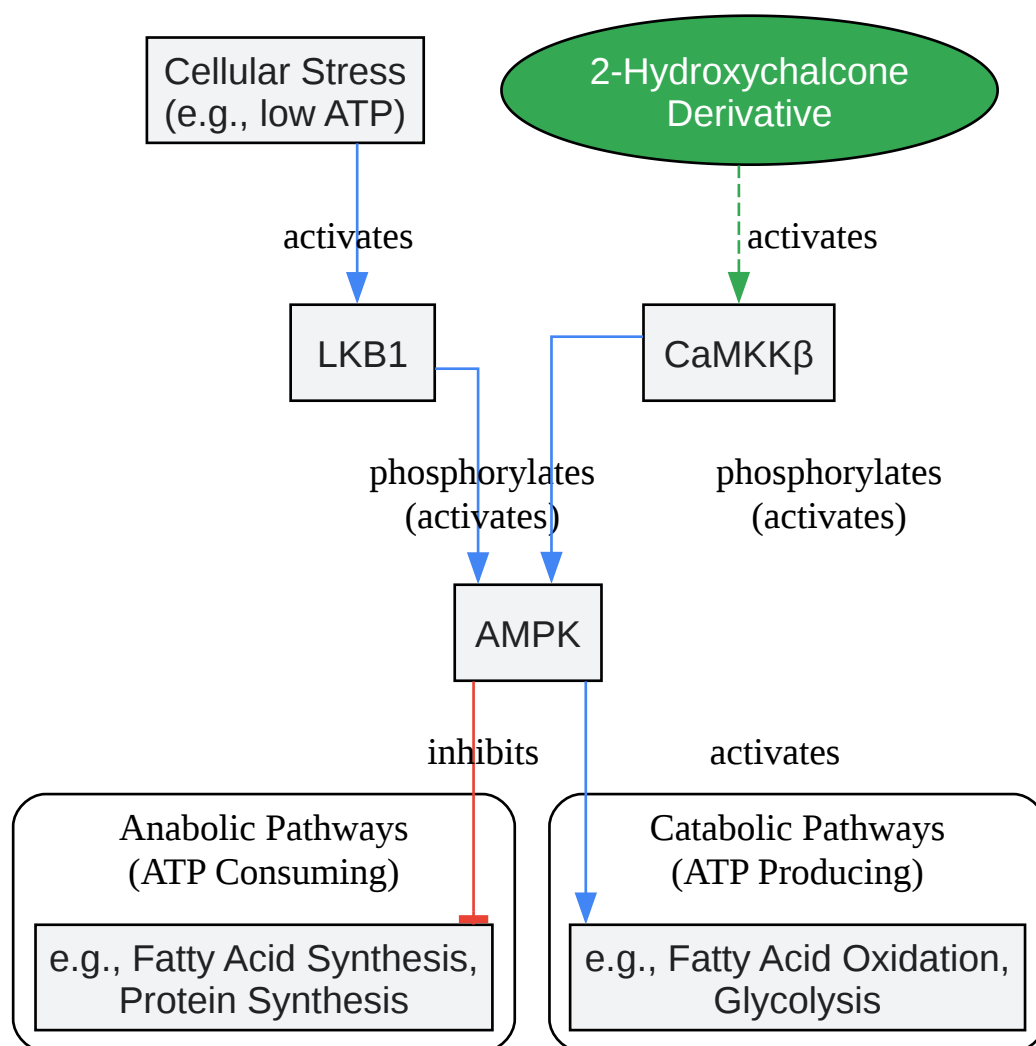 Cellular Stress
(e.g., low ATP)
2-Hydroxychalcone
Derivative
activates
activates
LKB1
CaMKKβ
phosphorylates
(activates)
phosphorylates
(activates)
AMPK
inhibits
activates
Anabolic Pathways
(ATP Consuming)
Catabolic Pathways
(ATP Producing)
e.g., Fatty Acid Synthesis,
Protein Synthesis
e.g., Fatty Acid Oxidation,
Glycolysis